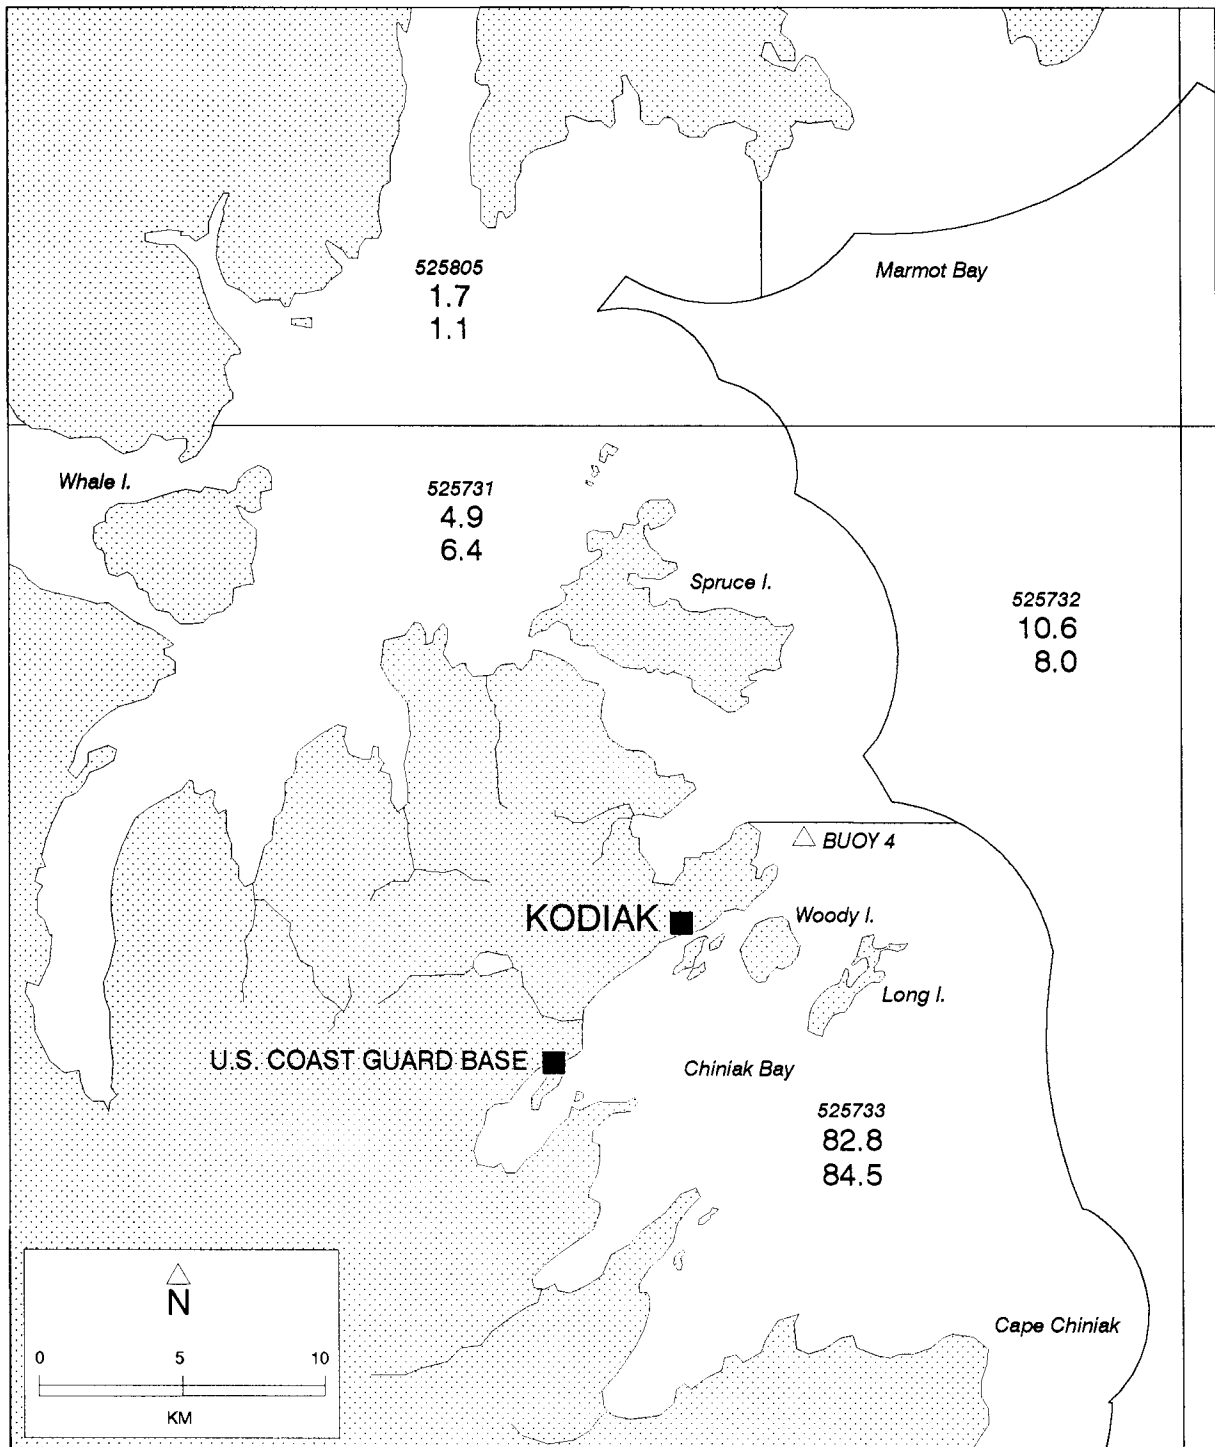 Marmot Bay
525805
1.7
1.1
Whale I.
525731
4.9
6.4
Spruce I.
525732
10.6
8.0
BUOY 4
KODIAK
Woody I.
Long I.
U.S. COAST GUARD BASE
Chiniak Bay
525733
82.8
84.5
N
Cape Chiniak
0 5 10
KM